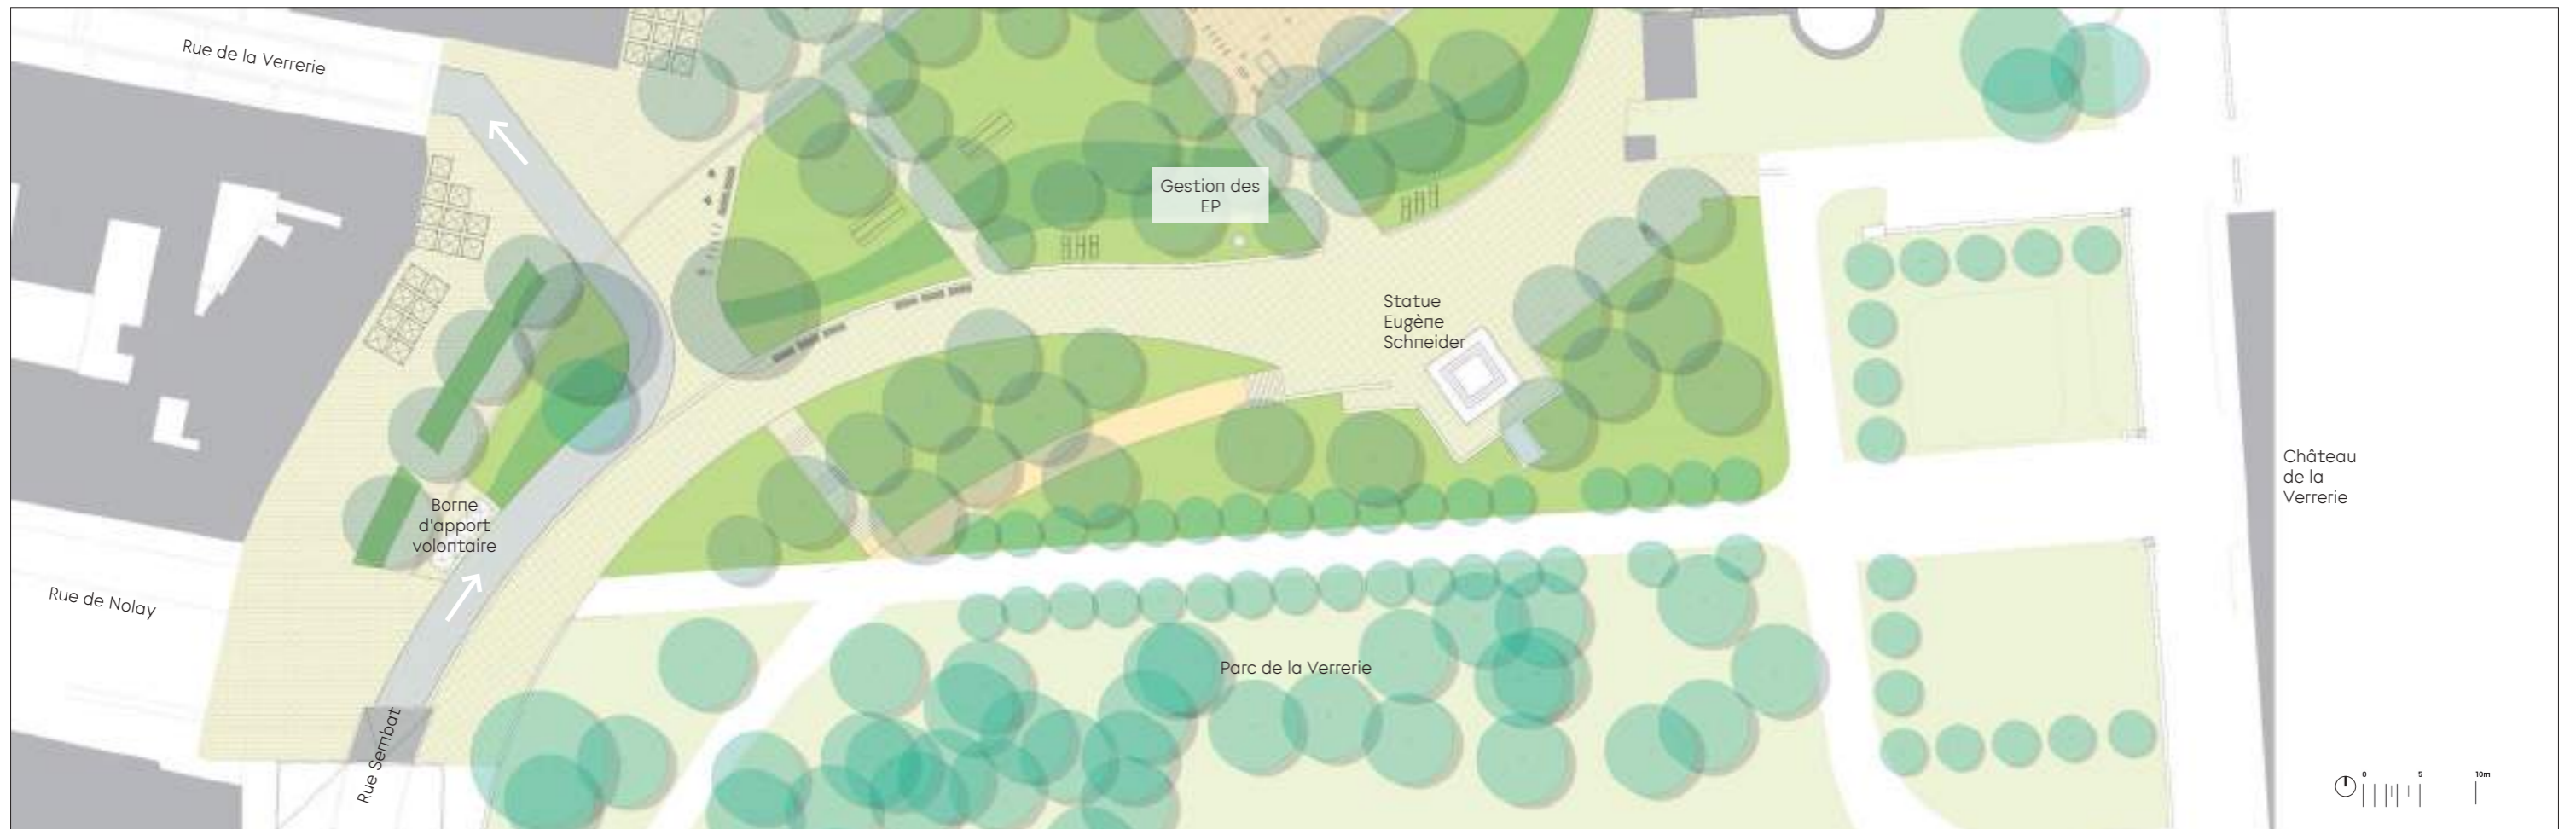 Rue de la Verrerie
Gestion des
EP
Statue
Eugène
Schneider
Château
de la
Verrerie
Borne
d'apport
volontaire
Rue de Nolay
Parc de la Verrerie
Rue Sembat
0 5 10m